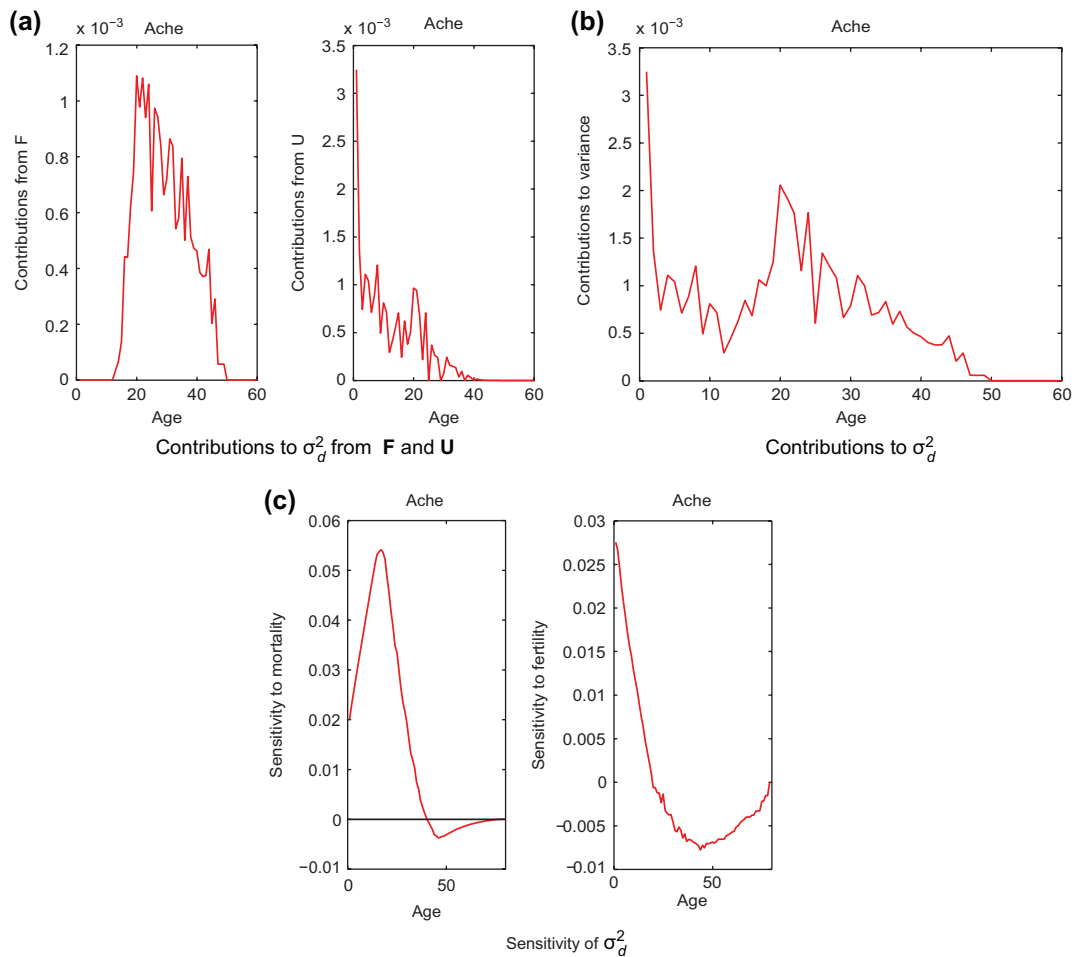 (a)
x 10⁻³
Ache
1.2
1
0.8
0.6
0.4
0.2
0
Contributions from F
0 20 40 60
Age
x 10⁻³
Ache
3.5
3
2.5
2
1.5
1
0.5
0
Contributions from U
0 20 40 60
Age
Contributions to σ²d from F and U
(b)
x 10⁻³
Ache
3.5
3
2.5
2
1.5
1
0.5
0
Contributions to variance
0 10 20 30 40 50 60
Age
Contributions to σ²d
(c)
Ache
0.06
0.05
0.04
0.03
0.02
0.01
0
−0.01
Sensitivity to mortality
0 50
Age
Ache
0.03
0.025
0.02
0.015
0.01
0.005
0
−0.005
−0.01
Sensitivity to fertility
0 50
Age
Sensitivity of σ²d